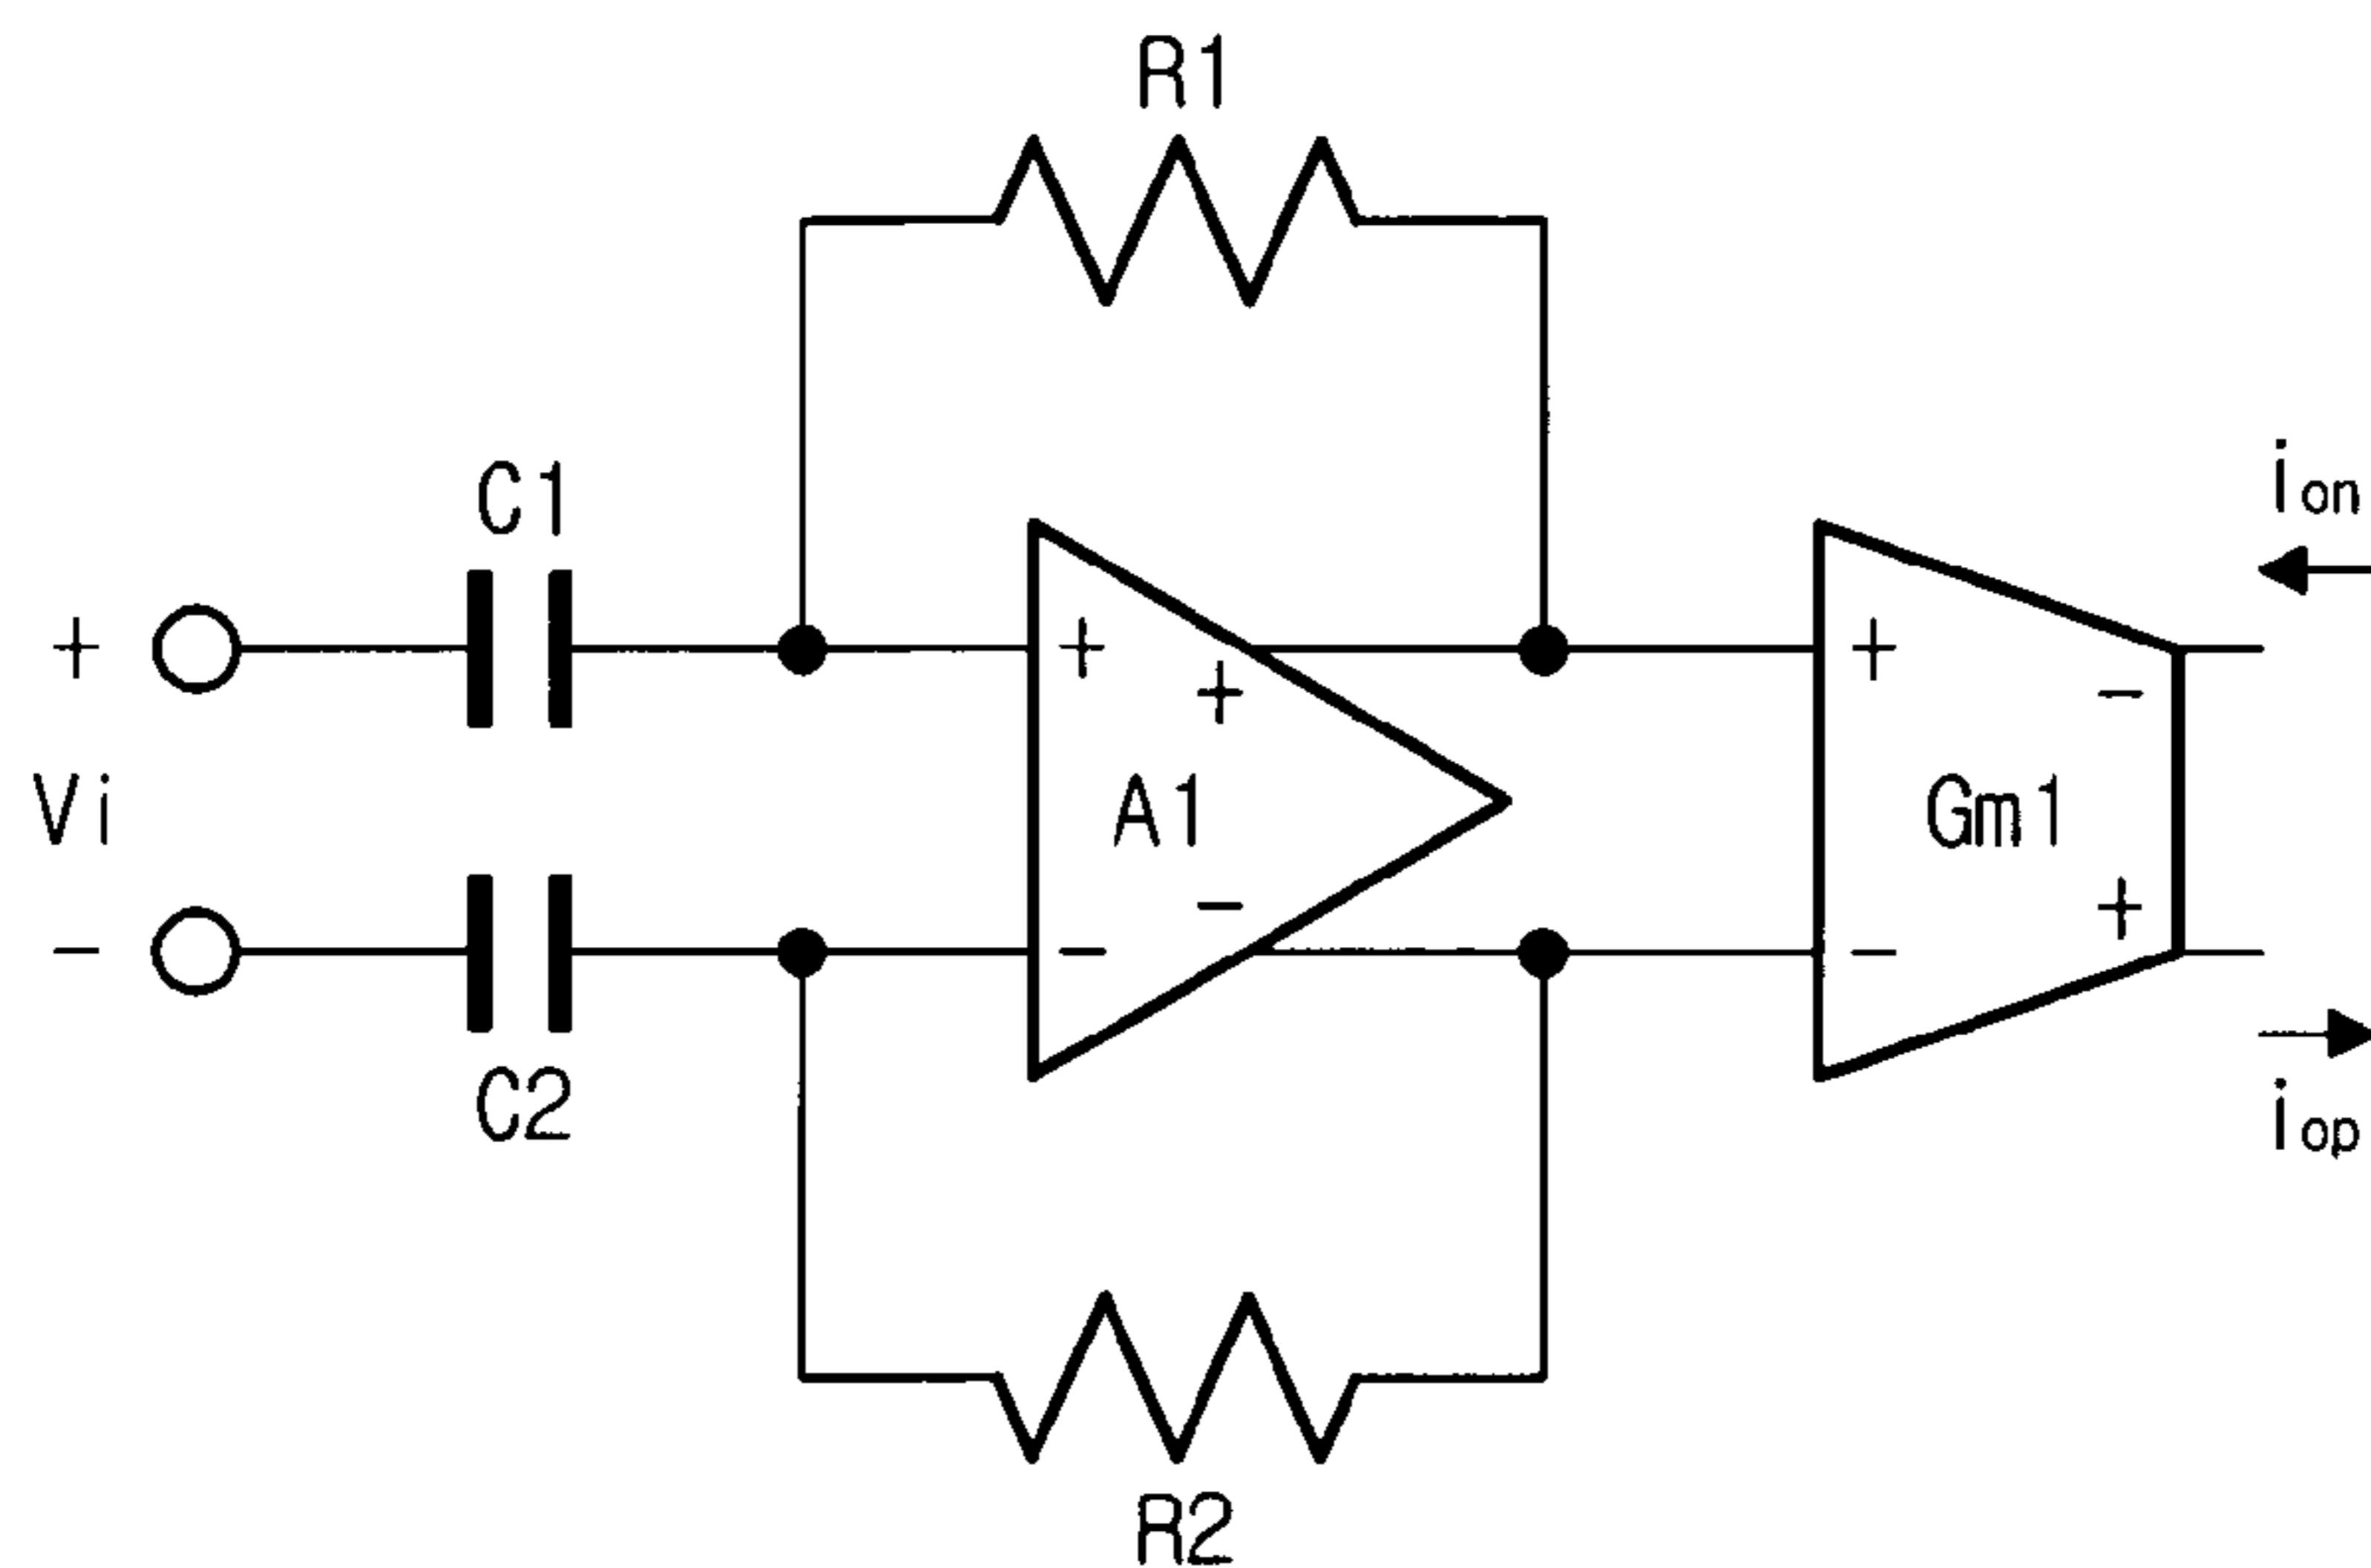 R1
C1
ion
+ + + -
+
Vi A1 Gm1
- +
- - -
C2
iop
R2